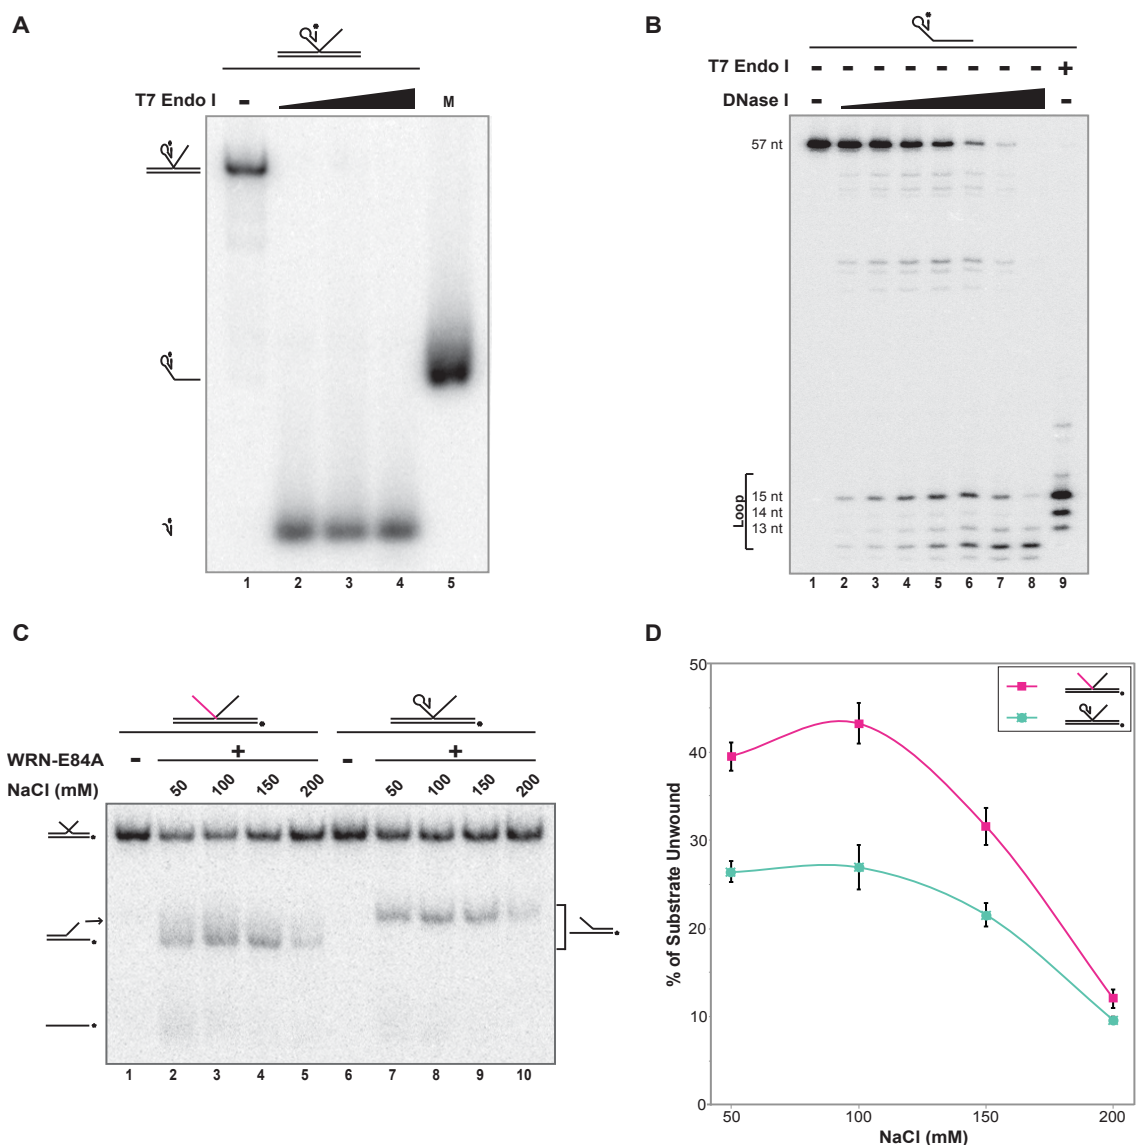 A
T7 Endo I - M
1 2 3 4 5
B
T7 Endo I - - - - - - - - +
DNase I - -
57 nt
Loop
15 nt
14 nt
13 nt
1 2 3 4 5 6 7 8 9
C
WRN-E84A - + - +
NaCl (mM) 50 100 150 200 50 100 150 200
1 2 3 4 5 6 7 8 9 10
D
% of Substrate Unwound
50
40
30
20
10
0
50 100 150 200
NaCl (mM)